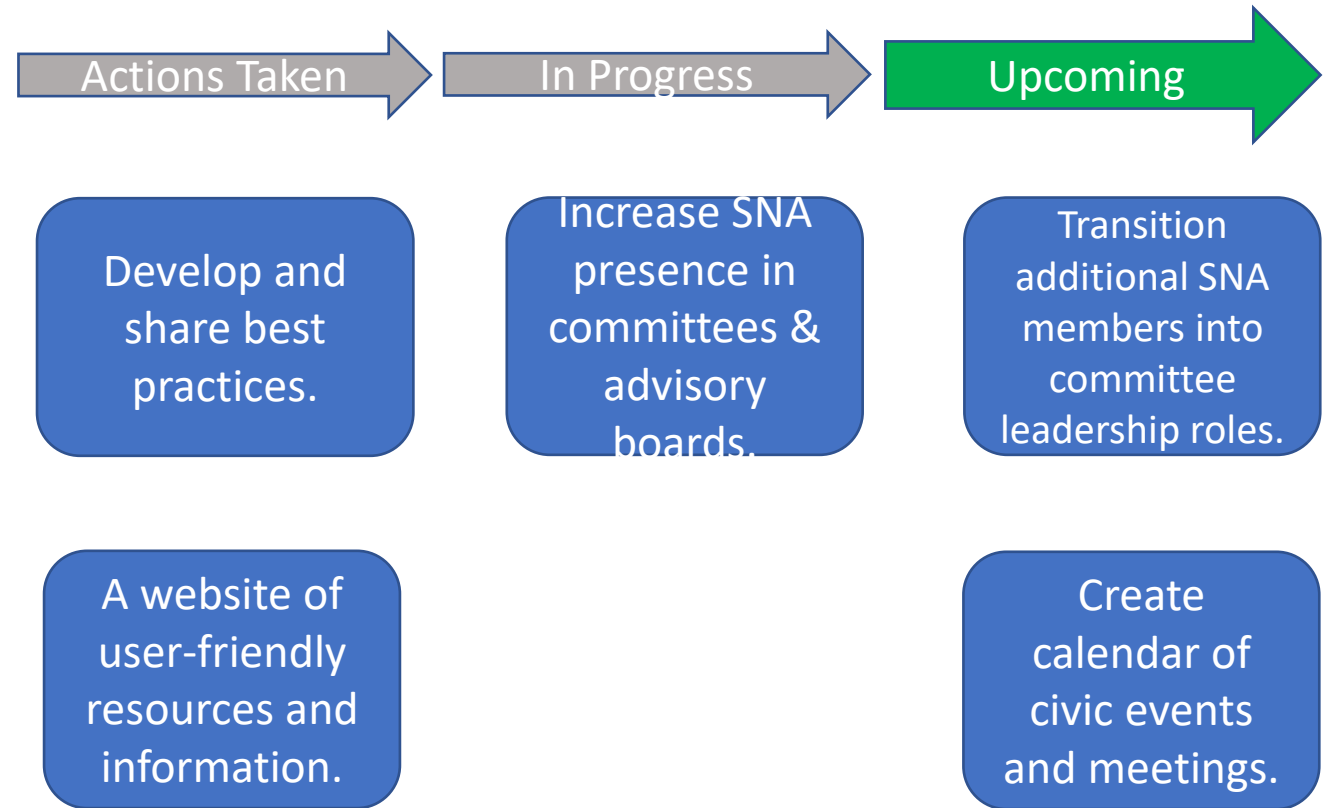 Actions Taken
In Progress
Upcoming
Develop and
share best
practices.
Increase SNA
presence in
committees &
advisory
boards.
Transition
additional SNA
members into
committee
leadership roles.
A website of
user-friendly
resources and
information.
Create
calendar of
civic events
and meetings.